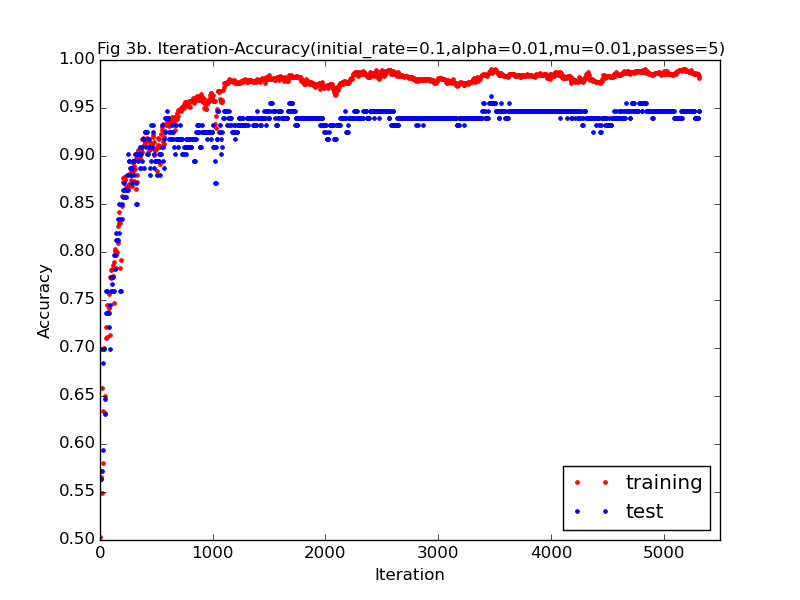 Fig 3b. Iteration-Accuracy(initial_rate=0.1,alpha=0.01,mu=0.01,passes=5)
1.00
0.95
0.90
0.85
0.80
0.75
0.70
0.65
0.60
0.55
0.50
Accuracy
0 1000 2000 3000 4000 5000
Iteration
training
test